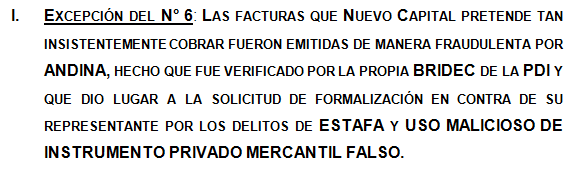 I. EXCEPCIÓN DEL N° 6: LAS FACTURAS QUE NUEVO CAPITAL PRETENDE TAN
INSISTENTEMENTE COBRAR FUERON EMITIDAS DE MANERA FRAUDULENTA POR
ANDINA, HECHO QUE FUE VERIFICADO POR LA PROPIA BRIDEC DE LA PDI Y
QUE DIO LUGAR A LA SOLICITUD DE FORMALIZACIÓN EN CONTRA DE SU
REPRESENTANTE POR LOS DELITOS DE ESTAFA Y USO MALICIOSO DE
INSTRUMENTO PRIVADO MERCANTIL FALSO.